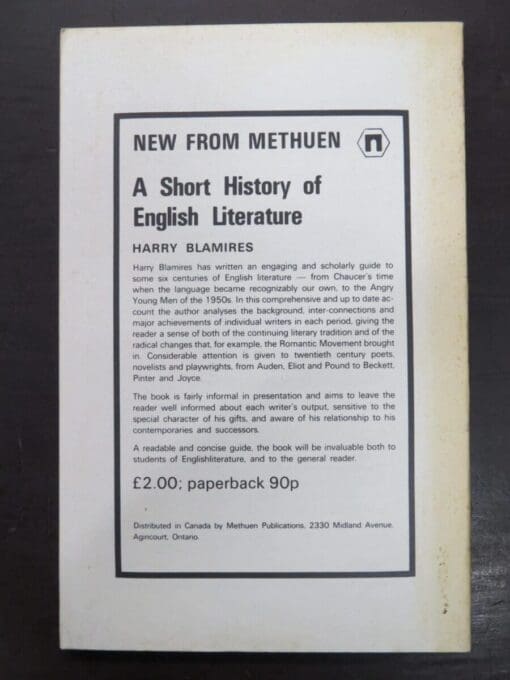 NEW FROM METHUEN
A Short History of
English Literature
HARRY BLAMIRES
Harry Blamires has written an engaging and scholarly guide to
some six centuries of English literature — from Chaucer's time
when the language became recognizably our own, to the Angry
Young Men of the 1950s. In this comprehensive and up to date ac-
count the author analyses the background, inter-connections and
major achievements of individual writers in each period, giving the
reader a sense of both of the continuing literary tradition and of the
radical changes that, for example, the Romantic Movement brought
in. Considerable attention is given to twentieth century poets,
novelists and playwrights, from Auden, Eliot and Pound to Beckett,
Pinter and Joyce.
The book is fairly informal in presentation and aims to leave the
reader well informed about each writer's output, sensitive to the
special character of his gifts, and aware of his relationship to his
contemporaries and successors.
A readable and concise guide, the book will be invaluable both to
students of Englishliterature, and to the general reader.
£2.00; paperback 90p
Distributed in Canada by Methuen Publications, 2330 Midland Avenue,
Agincourt, Ontario.